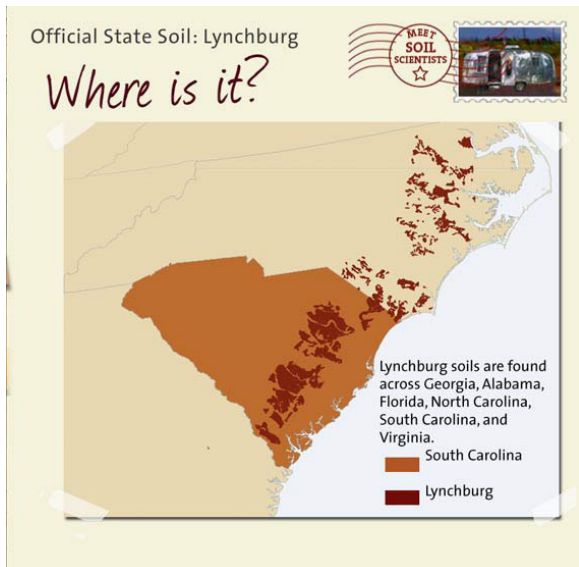 Official State Soil: Lynchburg
Where is it?
MEET
SOIL
SCIENTISTS
Lynchburg soils are found
across Georgia, Alabama,
Florida, North Carolina,
South Carolina, and
Virginia.
South Carolina
Lynchburg